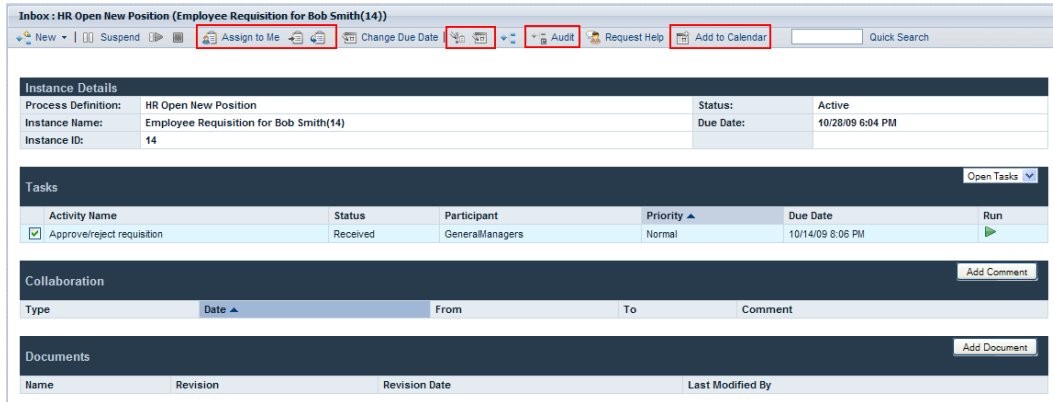 Inbox : HR Open New Position (Employee Requisition for Bob Smith(14))
New Suspend Assign to Me Change Due Date Audit Request Help Add to Calendar Quick Search
Instance Details
Process Definition: HR Open New Position Status: Active
Instance Name: Employee Requisition for Bob Smith(14) Due Date: 10/28/09 6:04 PM
Instance ID: 14
Open Tasks
Tasks
Activity Name Status Participant Priority Due Date Run
Approve/reject requisition Received GeneralManagers Normal 10/14/09 8:06 PM
Add Comment
Collaboration
Type Date From To Comment
Add Document
Documents
Name Revision Revision Date Last Modified By